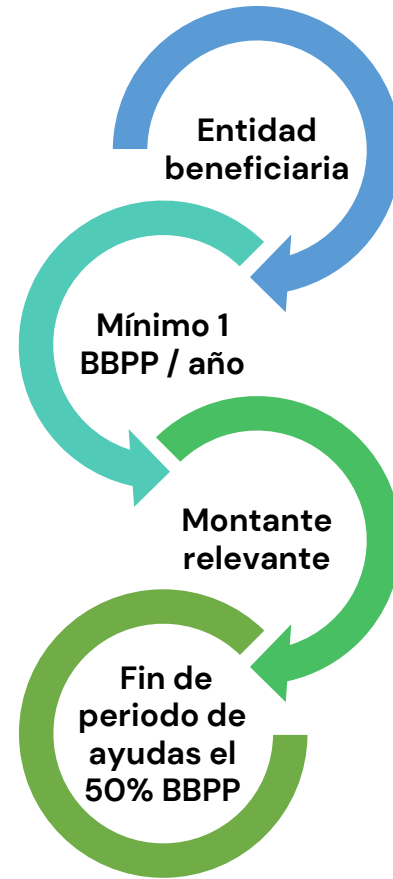 Entidad
beneficiaria
Mínimo 1
BBPP / año
Montante
relevante
Fin de
periodo de
ayudas el
50% BBPP